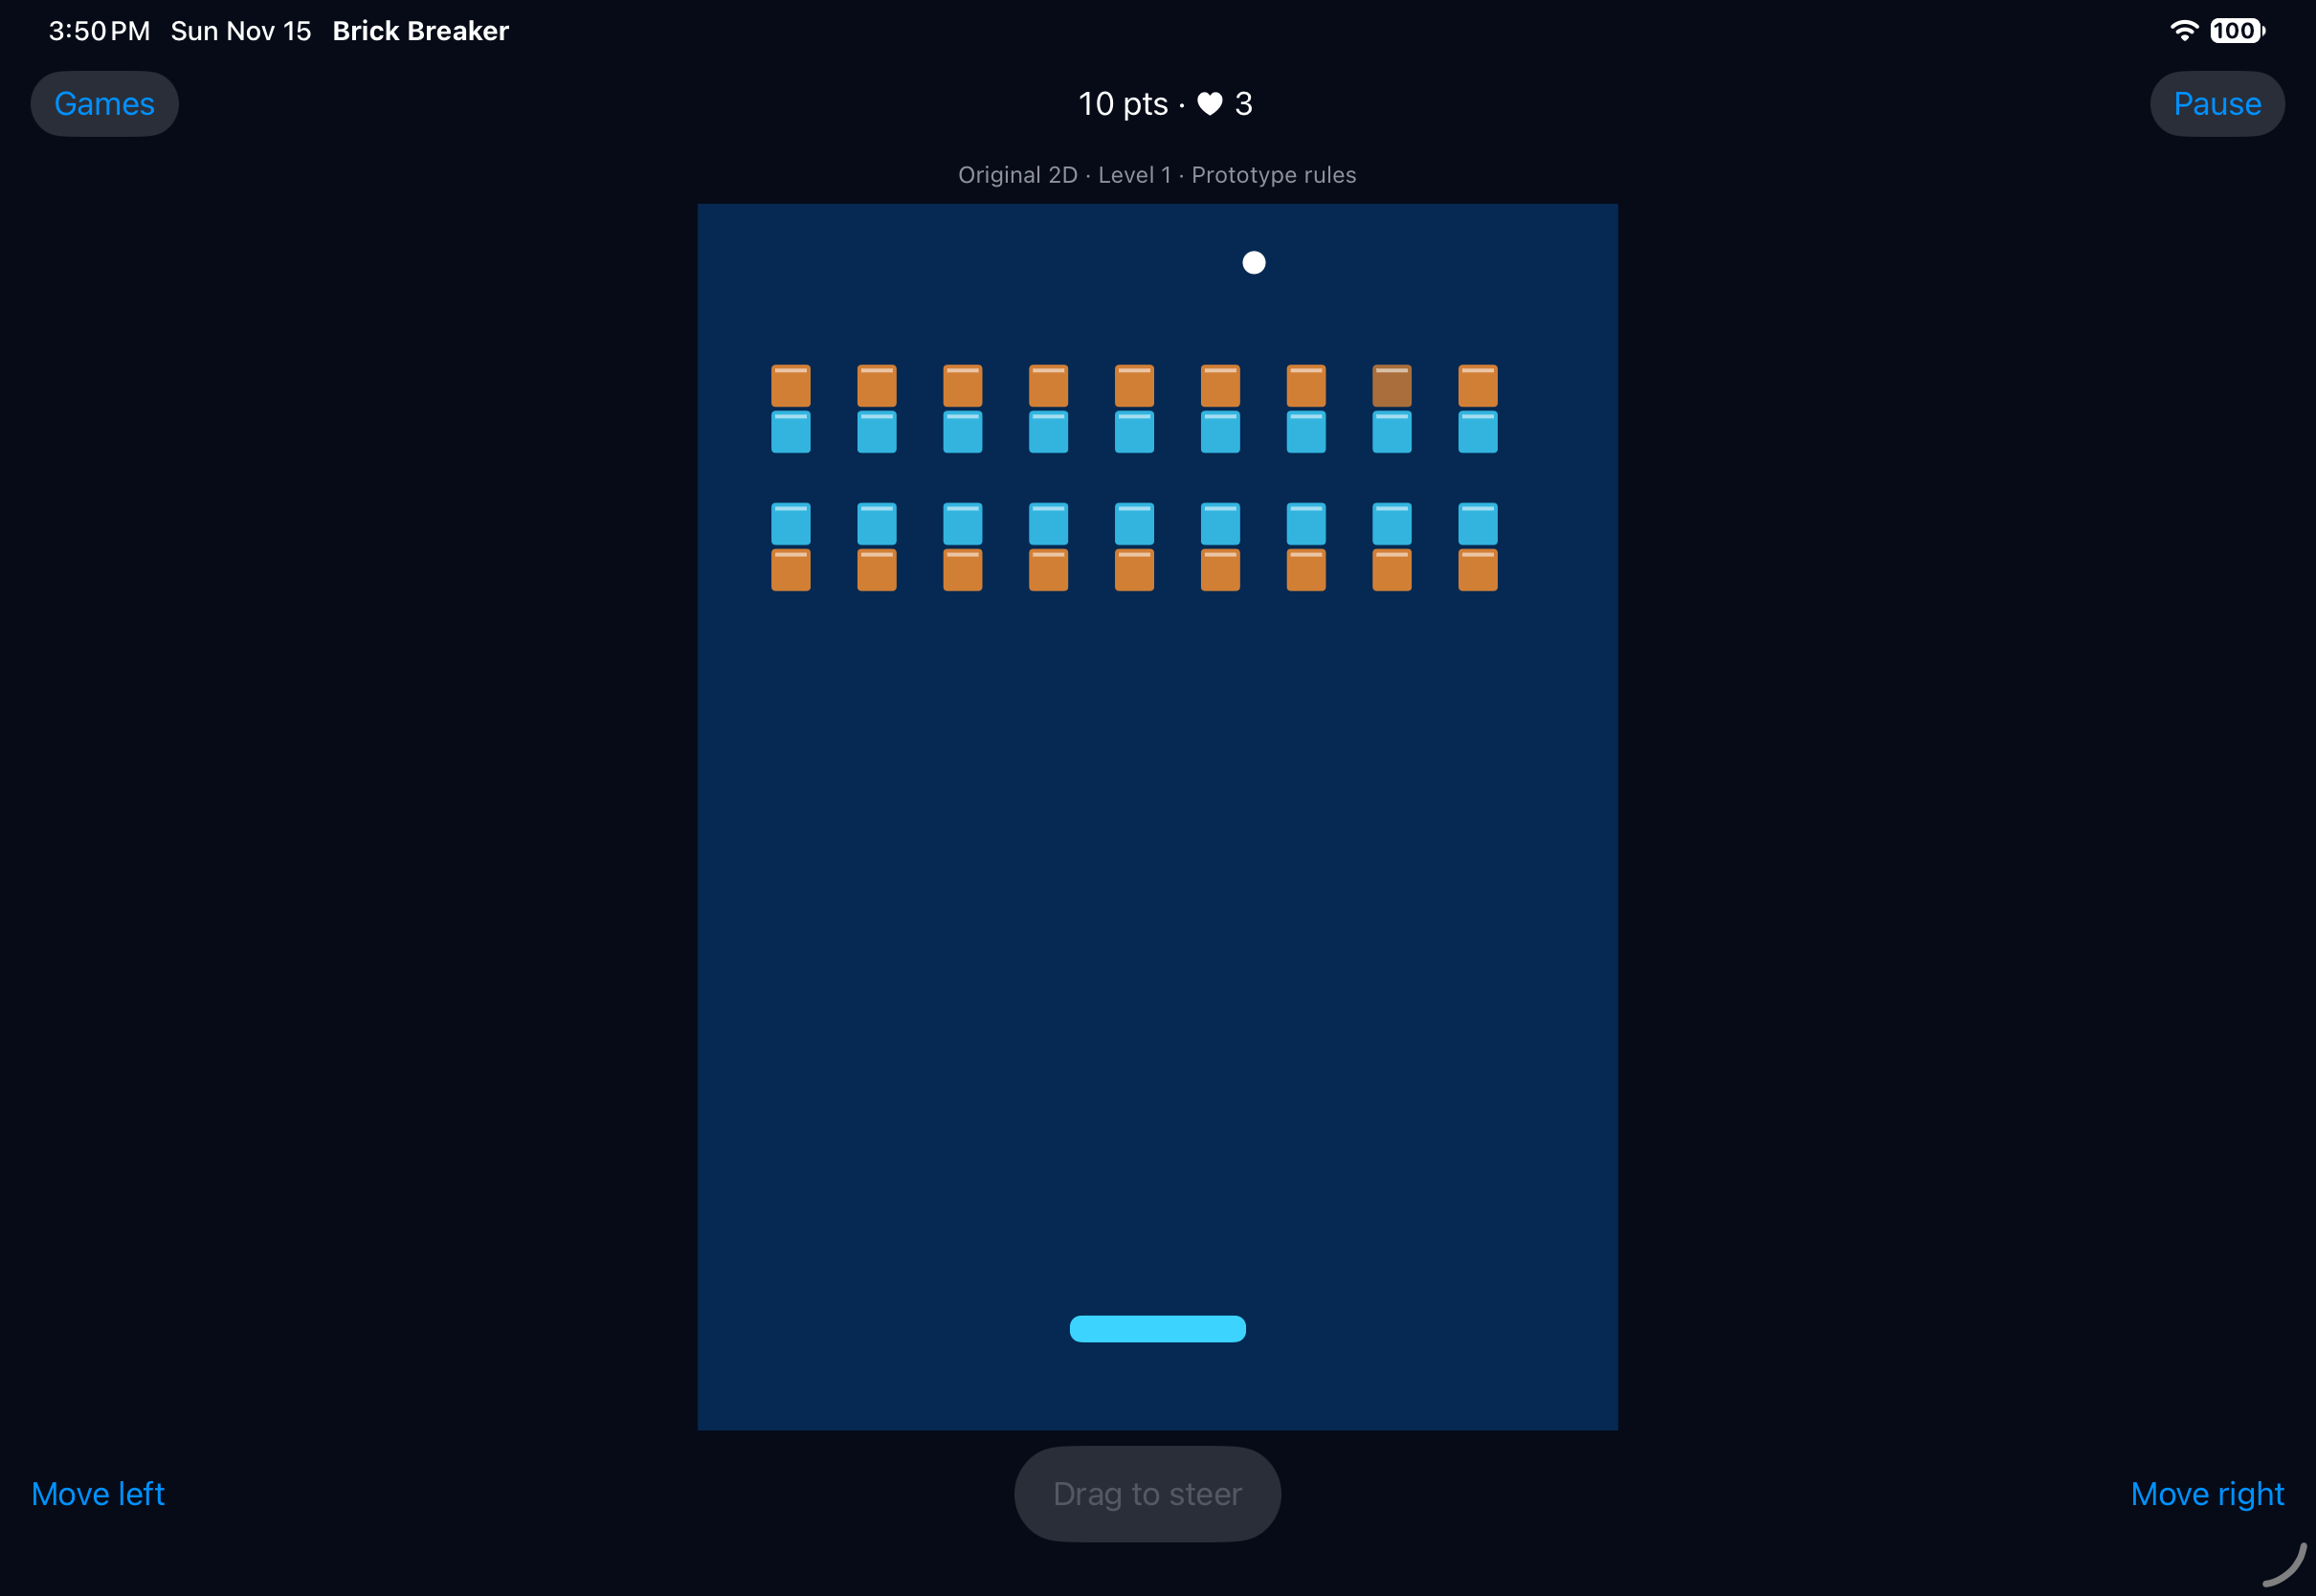 3:50 PM Sun Nov 15 Brick Breaker
100
Games
10 pts · ♥ 3
Pause
Original 2D · Level 1 · Prototype rules
Move left
Drag to steer
Move right